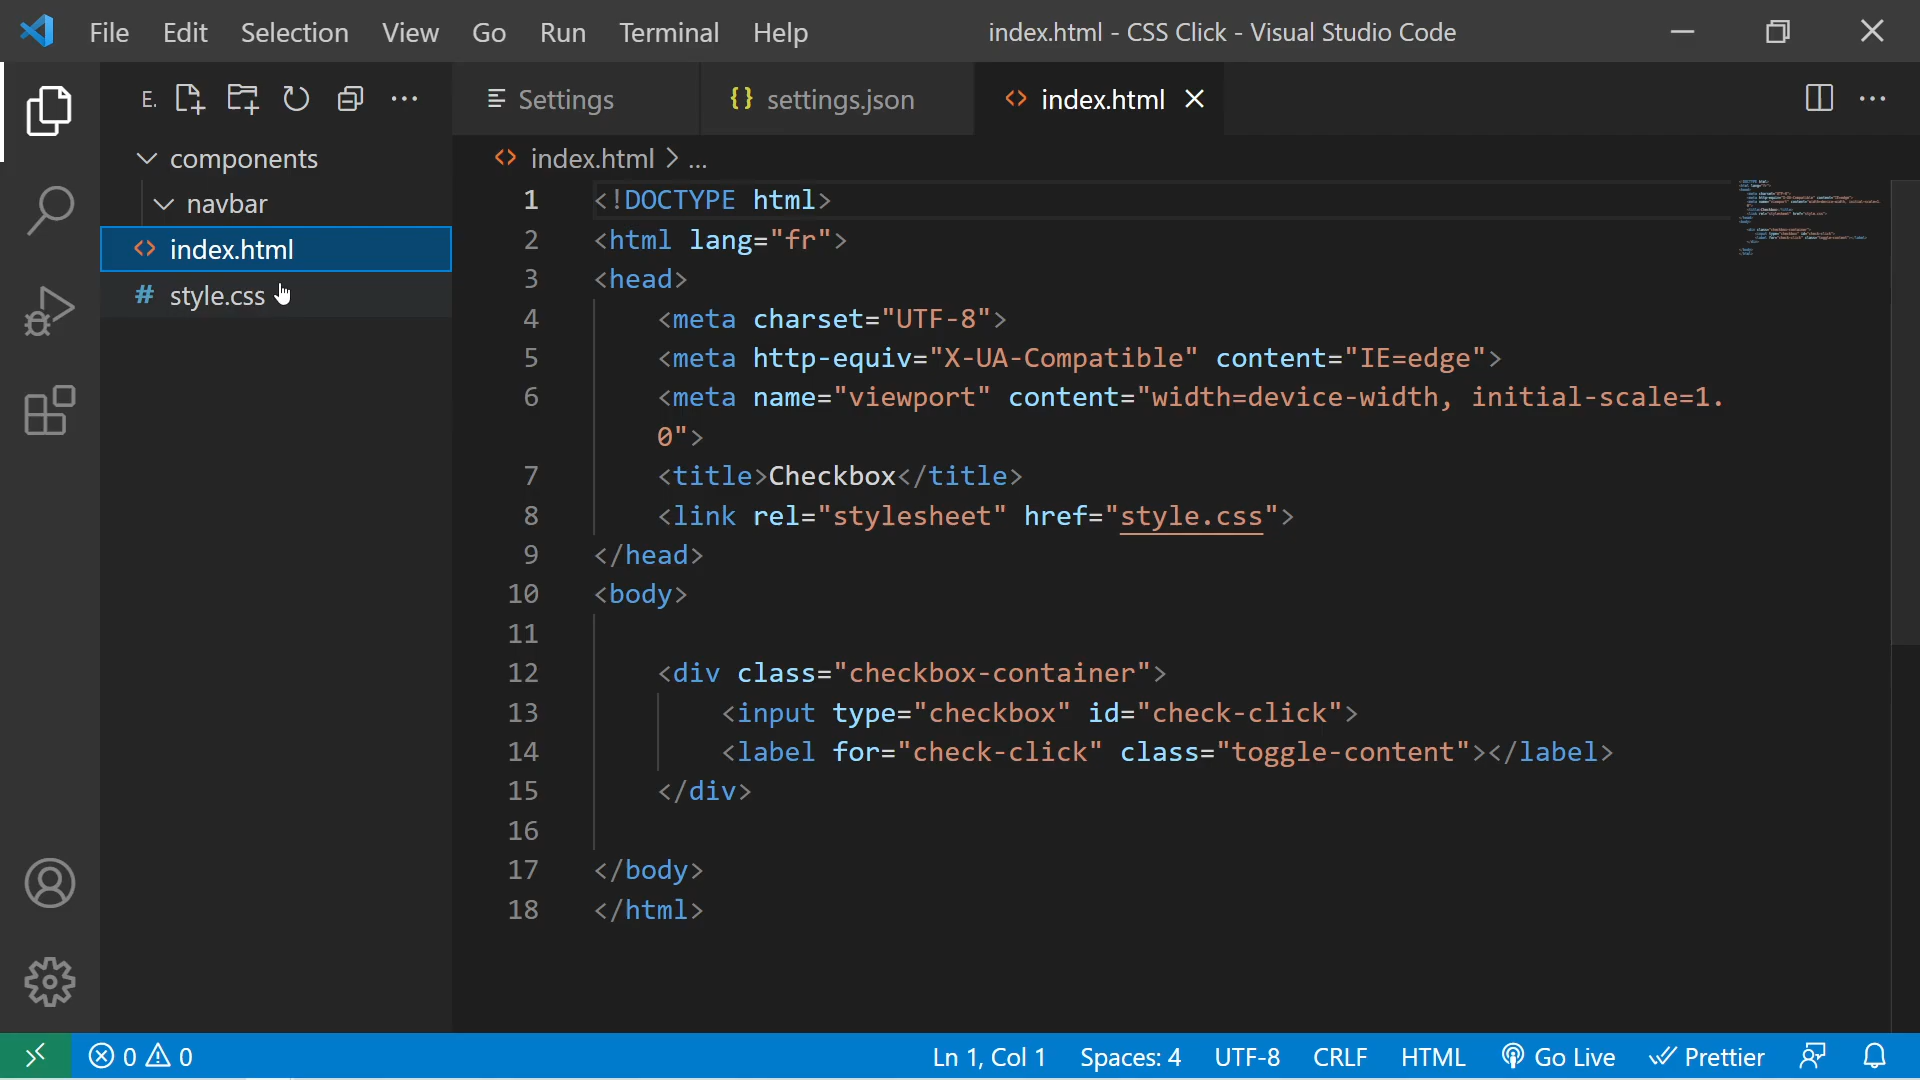 File Edit Selection View Go Run Terminal Help
index.html - CSS Click - Visual Studio Code
E.
components
navbar
index.html
# style.css
Settings
{} settings.json
<> index.html
<> index.html > ...
1 <!DOCTYPE html>
2 <html lang="fr">
3 <head>
4 <meta charset="UTF-8">
5 <meta http-equiv="X-UA-Compatible" content="IE=edge">
6 <meta name="viewport" content="width=device-width, initial-scale=1.
0">
7 <title>Checkbox</title>
8 <link rel="stylesheet" href="style.css">
9 </head>
10 <body>
11
12 <div class="checkbox-container">
13 <input type="checkbox" id="check-click">
14 <label for="check-click" class="toggle-content"></label>
15 </div>
16
17 </body>
18 </html>
0 0
Ln 1, Col 1 Spaces: 4 UTF-8 CRLF HTML Go Live Prettier